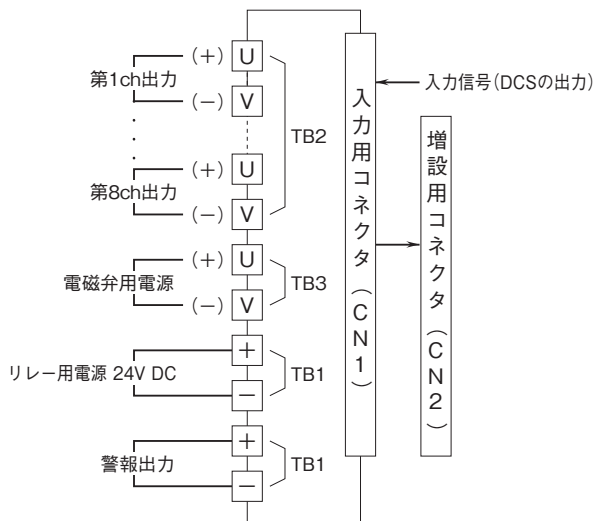 (+) U
第1ch出力
(−) V
TB2
(+) U
第8ch出力
(−) V
(+) U
電磁弁用電源
TB3
(−) V
+
リレー用電源 24V DC
TB1
−
+
警報出力
TB1
−
入力用コネクタ(CN1)
入力信号(DCSの出力)
増設用コネクタ(CN2)